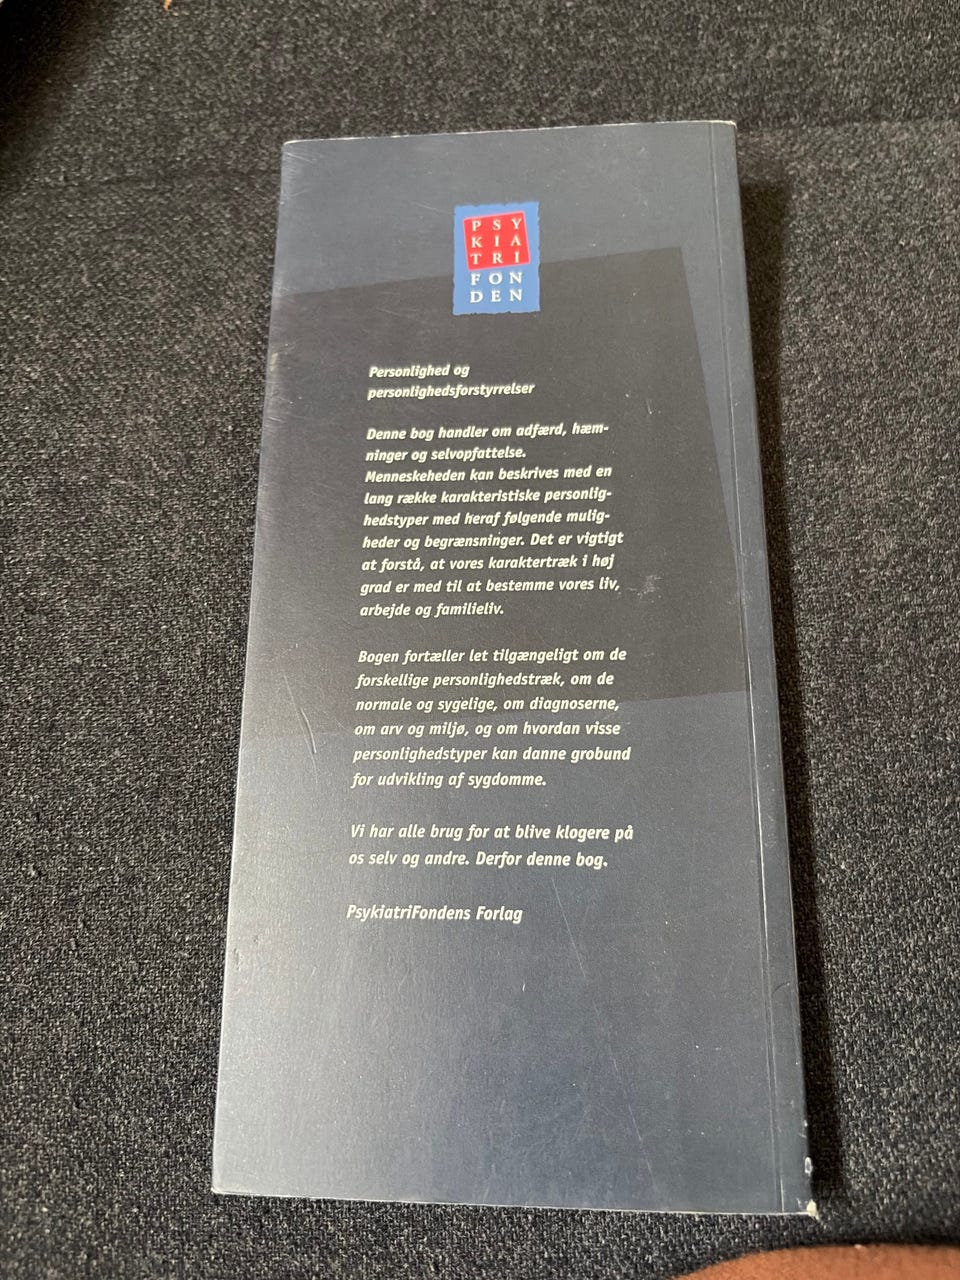 PSY
KIA
TRI
FON
DEN
Personlighed og
personlighedsforstyrrelser
Denne bog handler om adfærd, hæm-
ninger og selvopfattelse.
Menneskeheden kan beskrives med en
lang række karakteristiske personlig-
hedstyper med heraf følgende mulig-
heder og begrænsninger. Det er vigtigt
at forstå, at vores karaktertræk i høj
grad er med til at bestemme vores liv,
arbejde og familieliv.
Bogen fortæller let tilgængeligt om de
forskellige personlighedstræk, om de
normale og sygelige, om diagnoserne,
om arv og miljø, og om hvordan visse
personlighedstyper kan danne grobund
for udvikling af sygdomme.
Vi har alle brug for at blive klogere på
os selv og andre. Derfor denne bog.
PsykiatriFondens Forlag